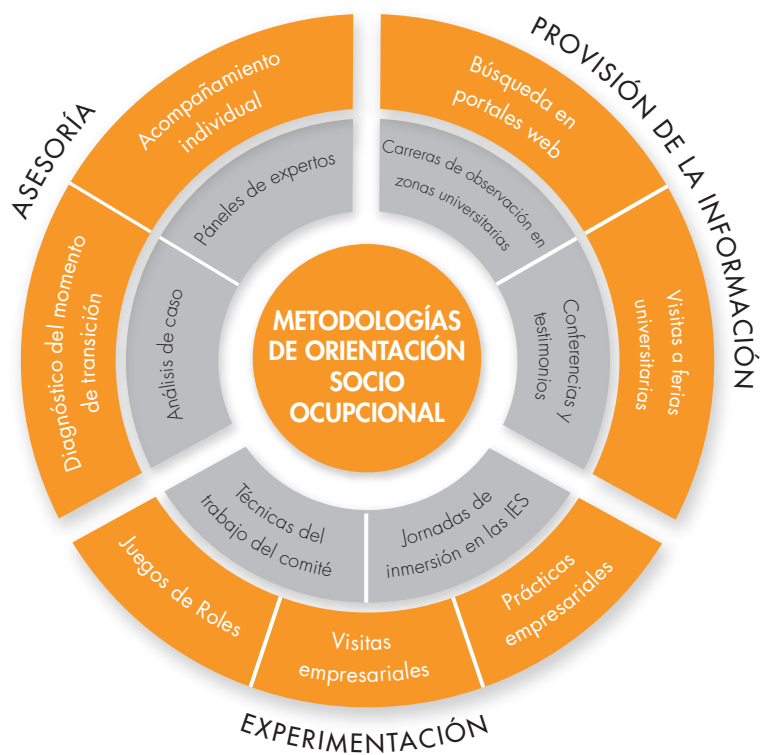 ASESORÍA
Acompañamiento
individual
Diagnóstico del momento
de transición
Páneles de expertos
Análisis de caso
PROVISIÓN DE LA INFORMACIÓN
Búsqueda en
portales web
Visitas a ferias
universitarias
Carreras de observación en
zonas universitarias
Conferencias y
testimonios
METODOLOGÍAS
DE ORIENTACIÓN
SOCIO
OCUPCIONAL
Técnicas del
trabajo del comité
Jornadas de
inmersión en las IES
Juegos de Roles
Visitas
empresariales
Prácticas
empresariales
EXPERIMENTACIÓN